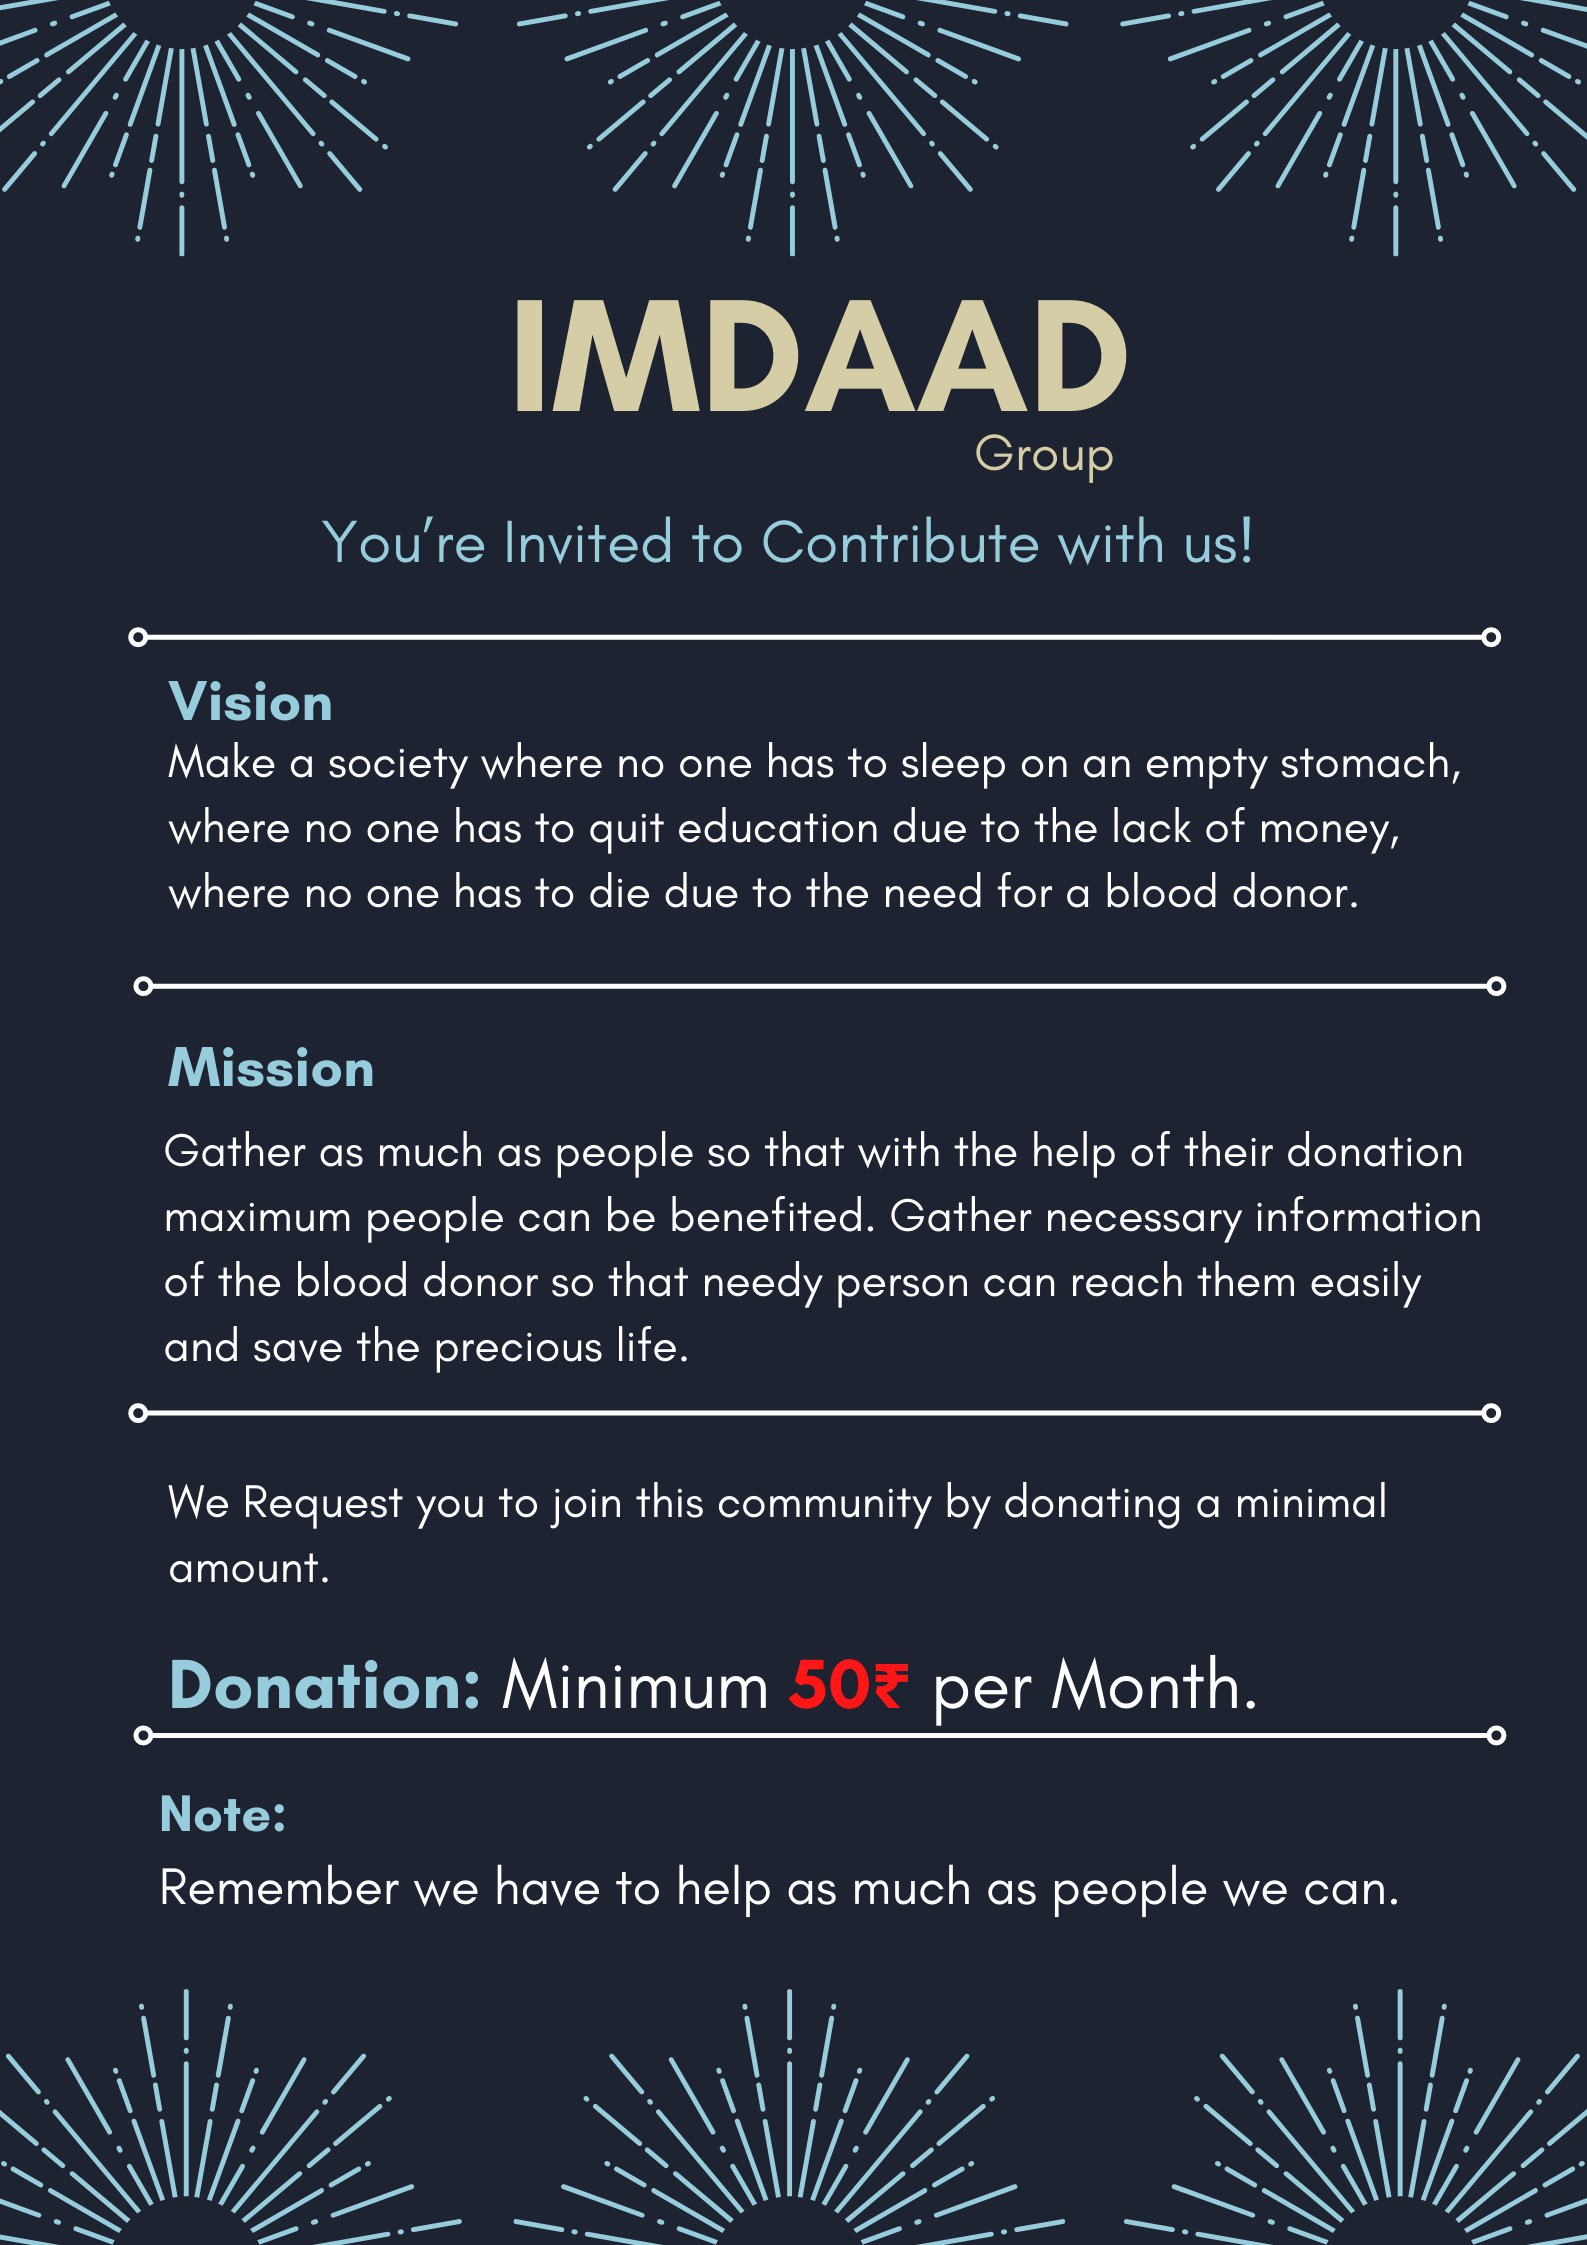 IMDAAD
Group
You’re Invited to Contribute with us!
Vision
Make a society where no one has to sleep on an empty stomach,
where no one has to quit education due to the lack of money,
where no one has to die due to the need for a blood donor.
Mission
Gather as much as people so that with the help of their donation
maximum people can be benefited. Gather necessary information
of the blood donor so that needy person can reach them easily
and save the precious life.
We Request you to join this community by donating a minimal
amount.
Donation: Minimum 50₹ per Month.
Note:
Remember we have to help as much as people we can.